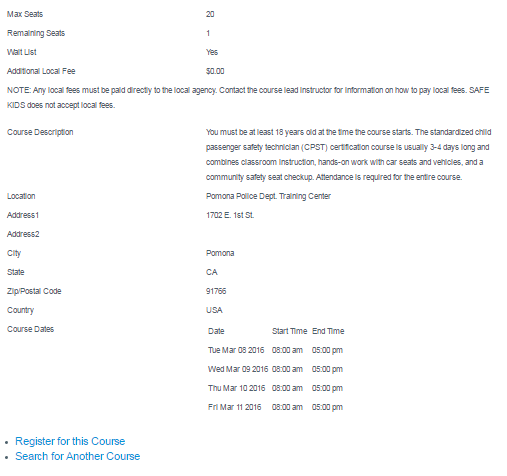 Max Seats 20
Remaining Seats 1
Wait List Yes
Additional Local Fee $0.00
NOTE: Any local fees must be paid directly to the local agency. Contact the course lead instructor for information on how to pay local fees. SAFE
KIDS does not accept local fees.
Course Description You must be at least 18 years old at the time the course starts. The standardized child
passenger safety technician (CPST) certification course is usually 3-4 days long and
combines classroom instruction, hands-on work with car seats and vehicles, and a
community safety seat checkup. Attendance is required for the entire course.
Location Pomona Police Dept. Training Center
Address1 1702 E. 1st St.
Address2
City Pomona
State CA
Zip/Postal Code 91766
Country USA
Course Dates Date Start Time End Time
Tue Mar 08 2016 08:00 am 05:00 pm
Wed Mar 09 2016 08:00 am 05:00 pm
Thu Mar 10 2016 08:00 am 05:00 pm
Fri Mar 11 2016 08:00 am 05:00 pm
• Register for this Course
• Search for Another Course